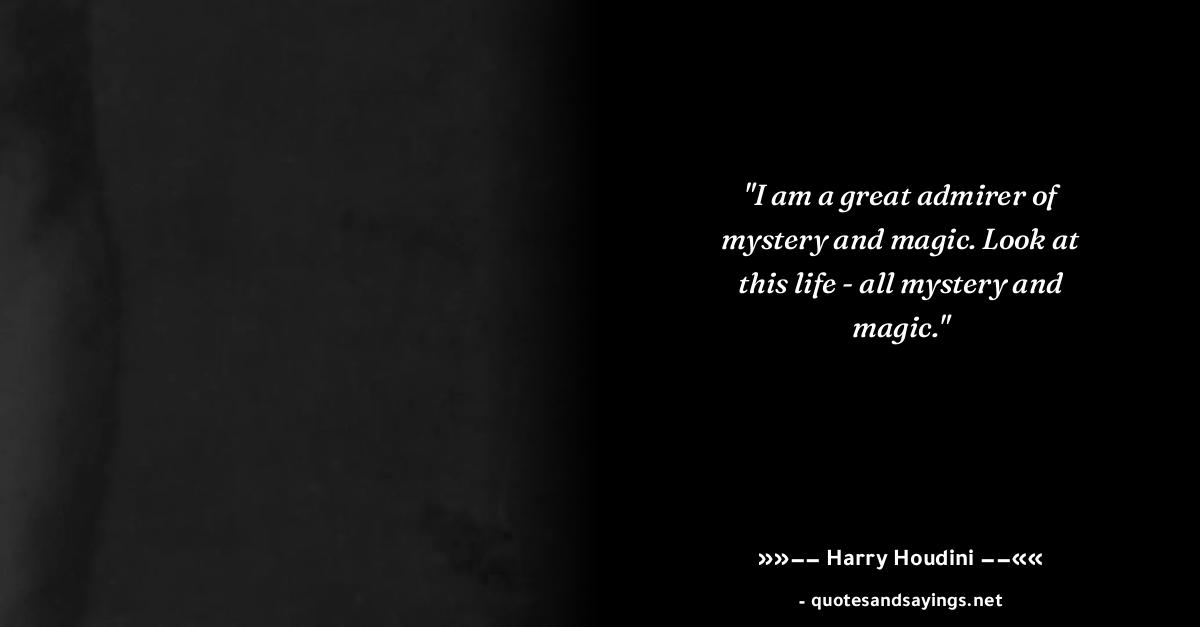 "I am a great admirer of
mystery and magic. Look at
this life - all mystery and
magic."
»»−− Harry Houdini −−««
- quotesandsayings.net